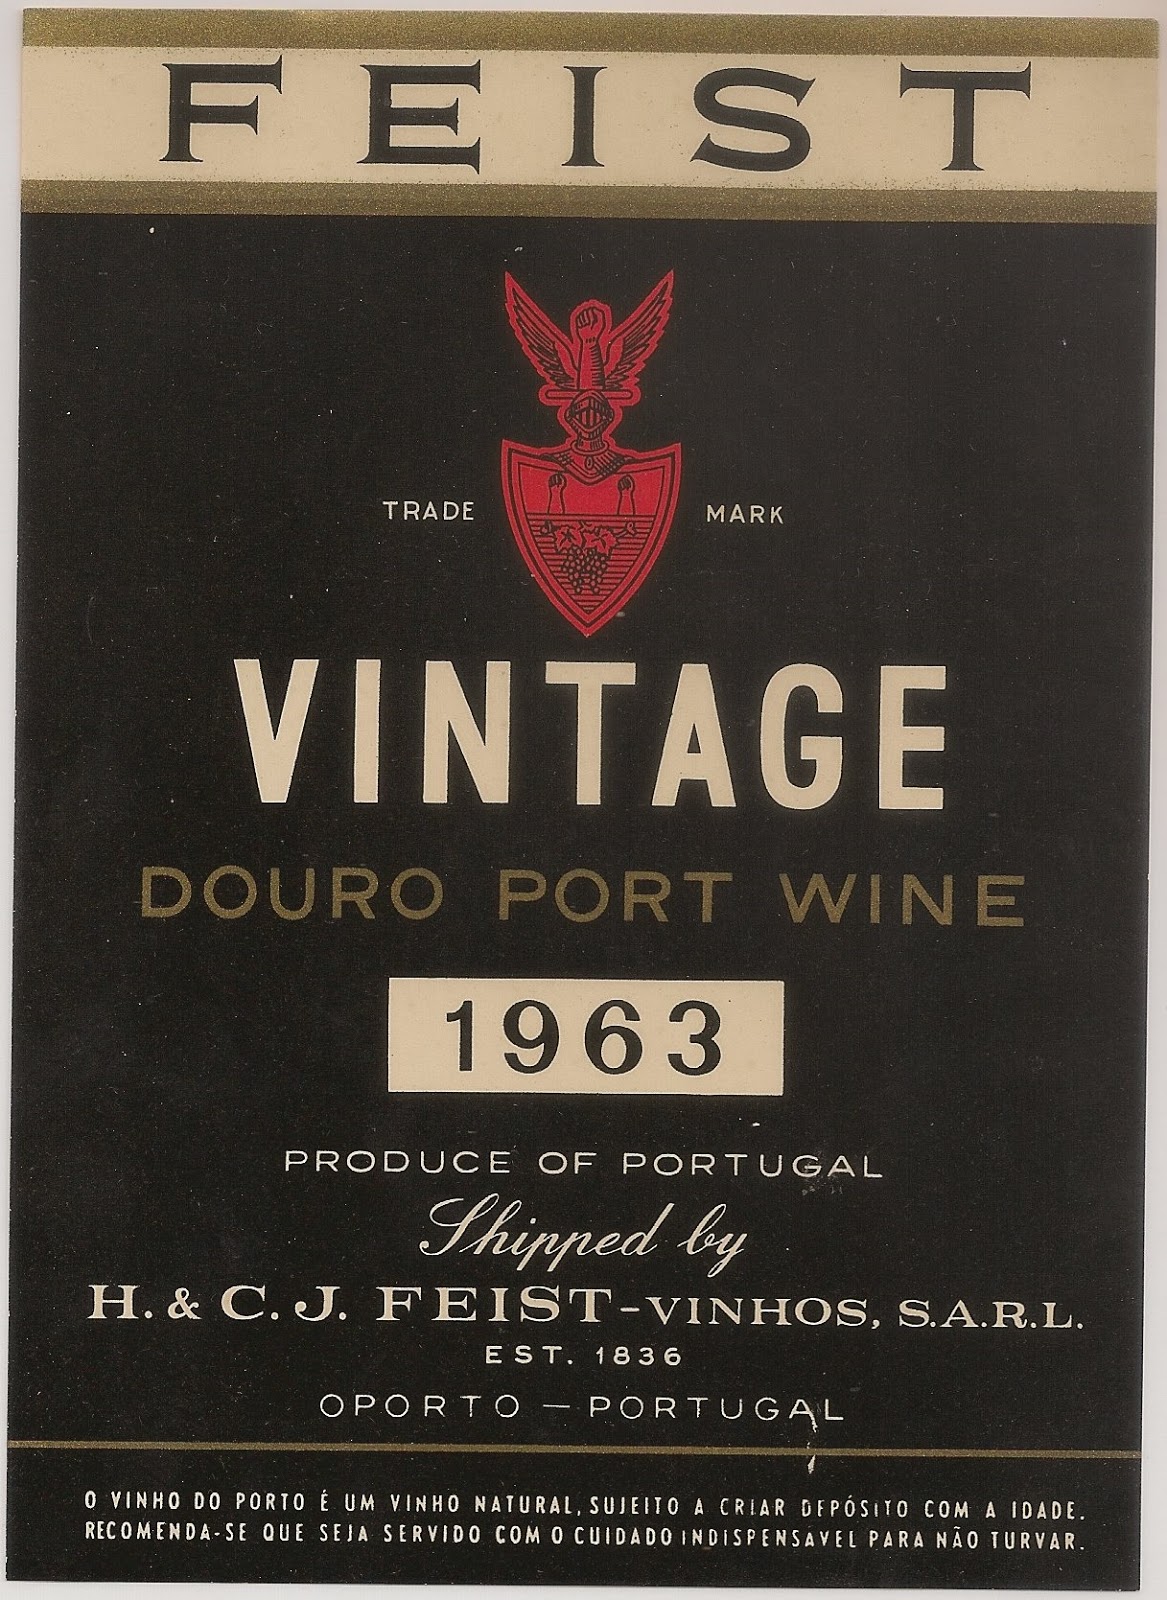 FEIST
TRADE MARK
VINTAGE
DOURO PORT WINE
1963
PRODUCE OF PORTUGAL
Shipped by
H. & C. J. FEIST-VINHOS, S.A.R.L.
EST. 1836
OPORTO — PORTUGAL
O VINHO DO PORTO É UM VINHO NATURAL, SUJEITO A CRIAR DEPÓSITO COM A IDADE.
RECOMENDA-SE QUE SEJA SERVIDO COM O CUIDADO INDISPENSÁVEL PARA NÃO TURVAR.